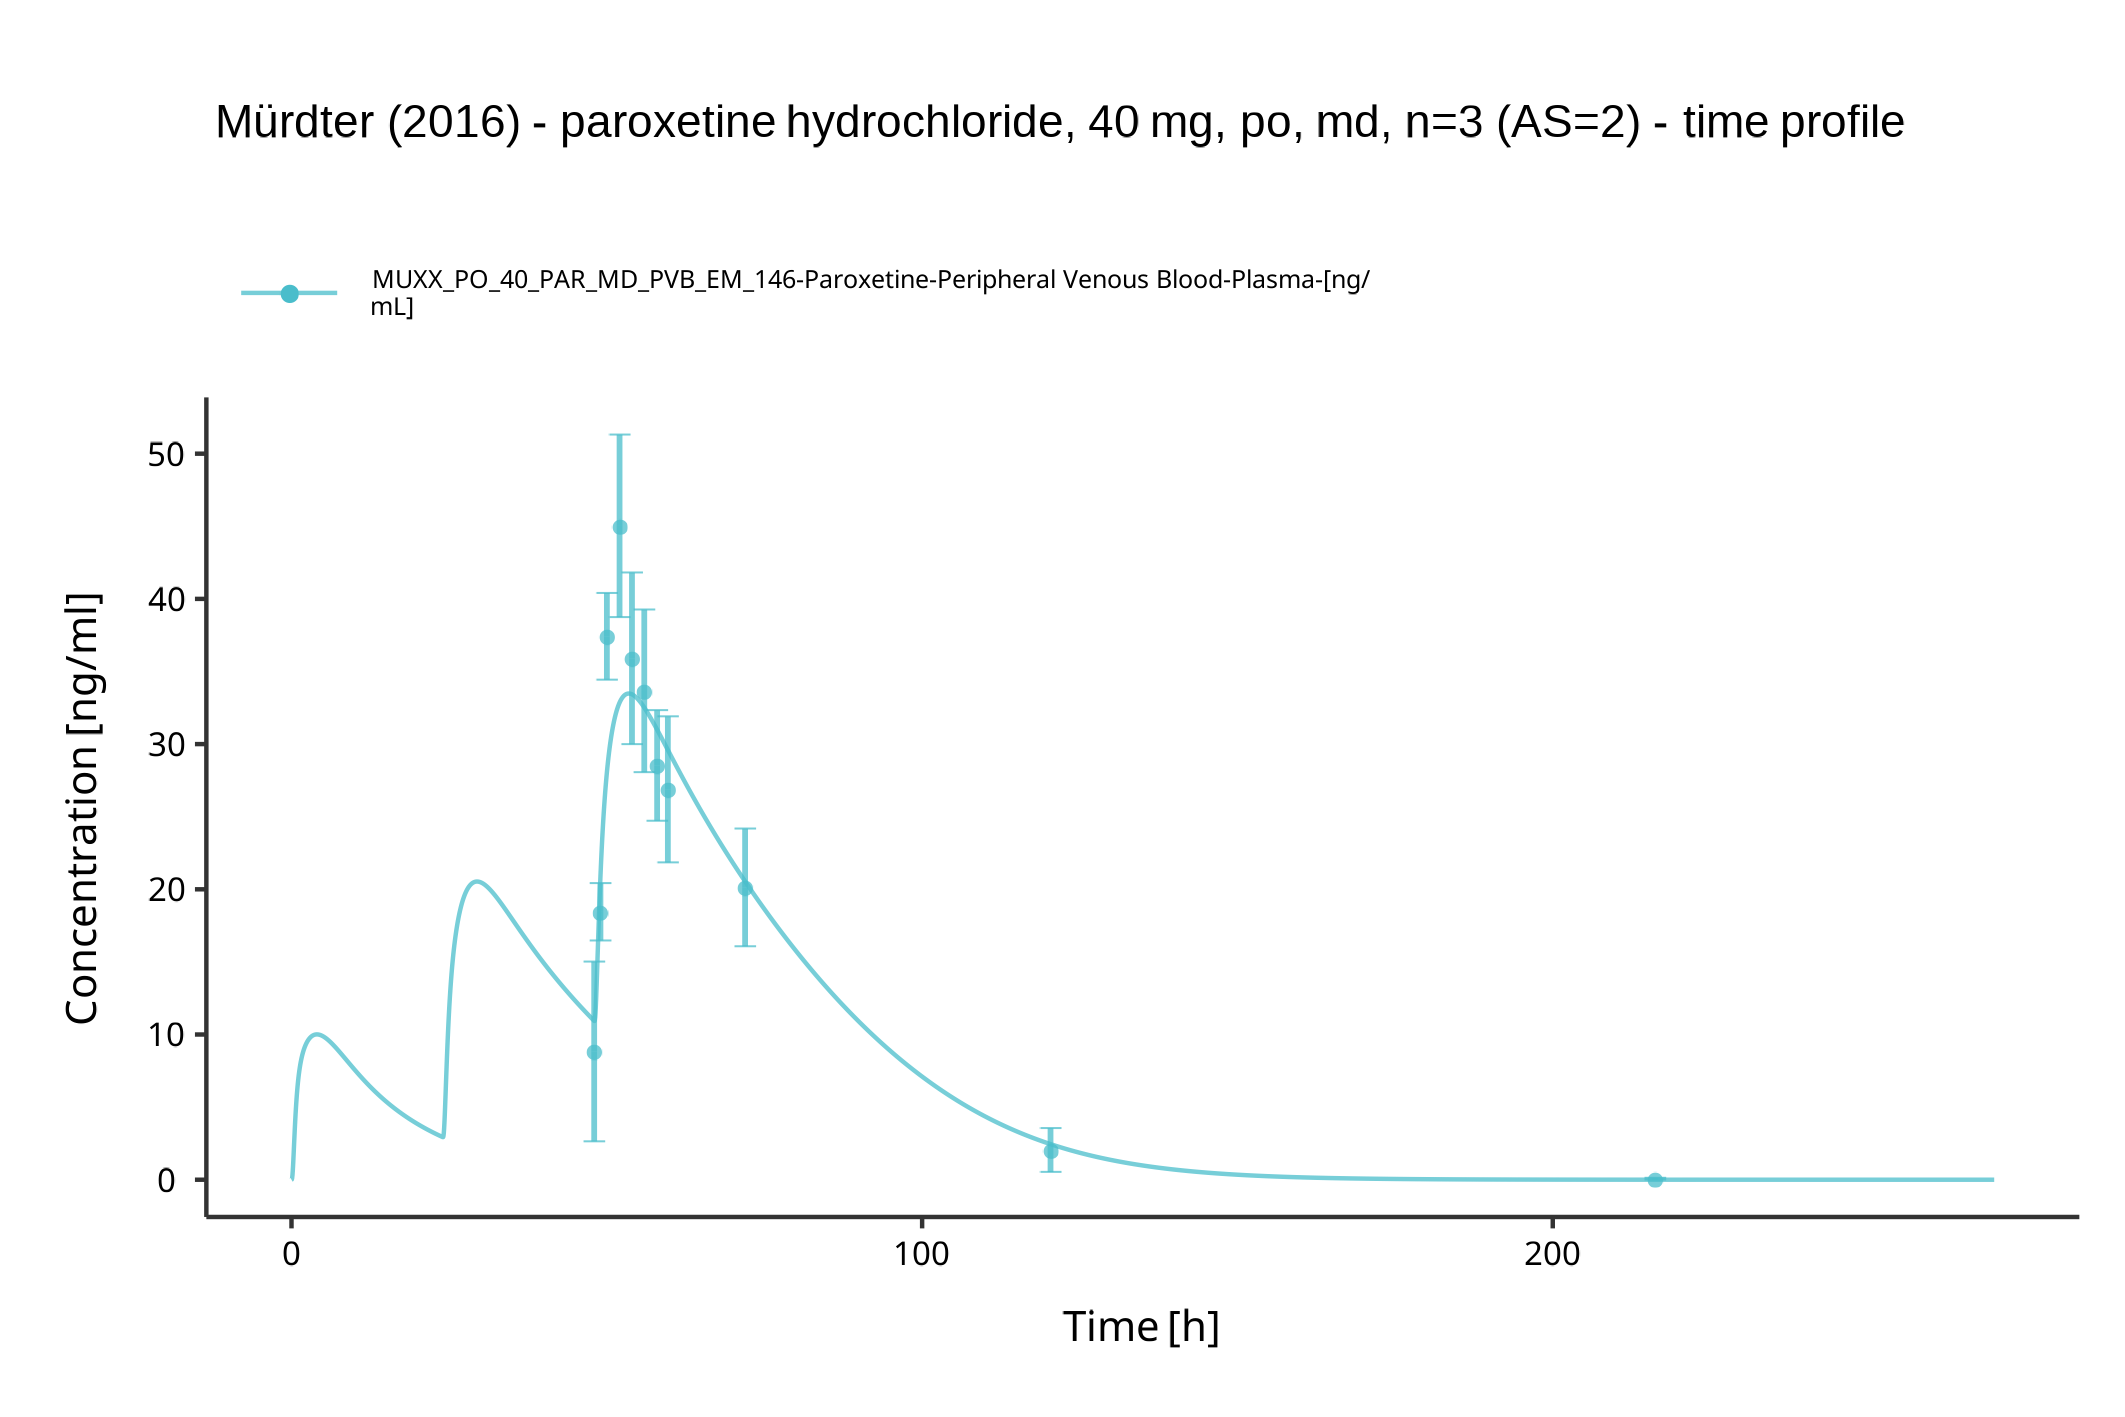 Mürdter (2016) - paroxetine hydrochloride, 40 mg, po, md, n=3 (AS=2) - time profile
MUXX_PO_40_PAR_MD_PVB_EM_146-Paroxetine-Peripheral Venous Blood-Plasma-[ng/
mL]
50
40
30
20
10
0
Concentration [ng/ml]
0 100 200
Time [h]